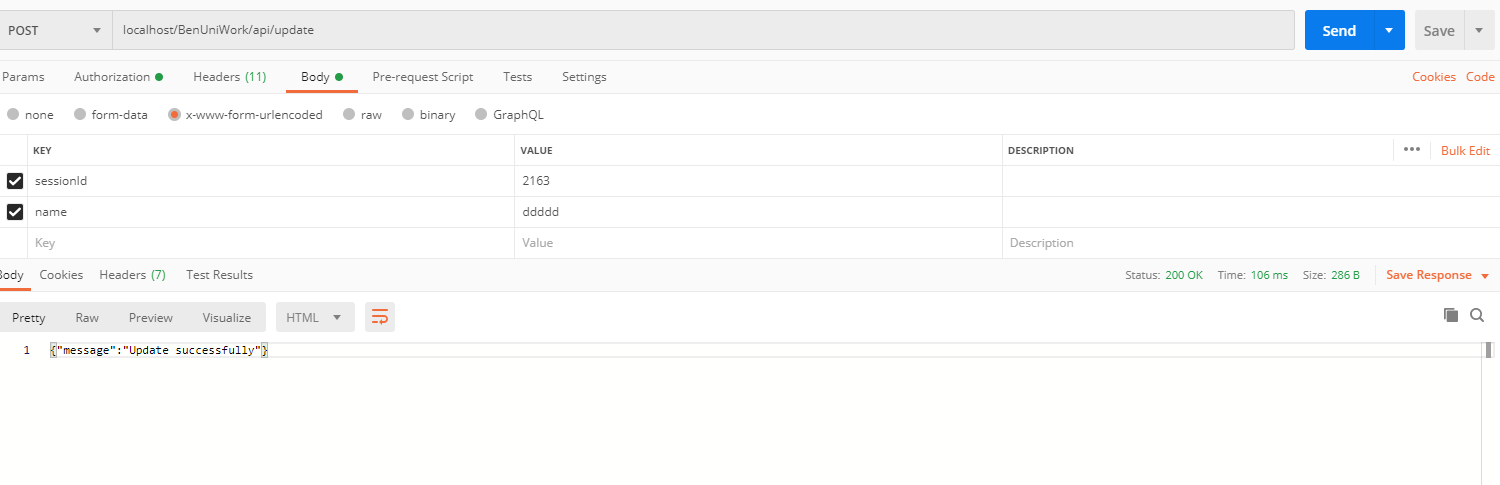 POST localhost/BenUniWork/api/update Send Save
Params Authorization Headers (11) Body Pre-request Script Tests Settings Cookies Code
none form-data x-www-form-urlencoded raw binary GraphQL
KEY VALUE DESCRIPTION ••• Bulk Edit
sessionId 2163
name ddddd
Key Value Description
Body Cookies Headers (7) Test Results Status: 200 OK Time: 106 ms Size: 286 B Save Response
Pretty Raw Preview Visualize HTML
1 {"message":"Update successfully"}